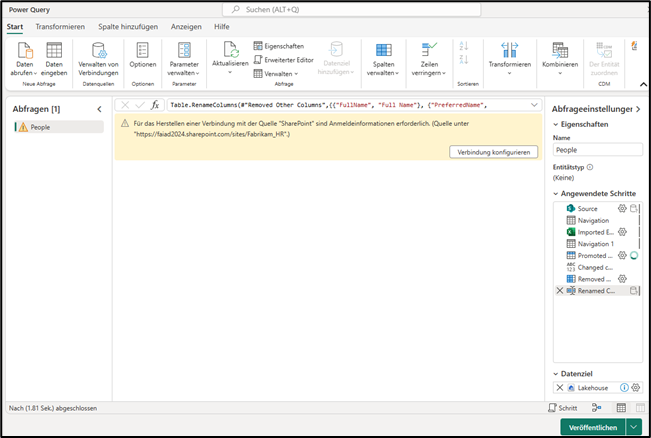 Power Query
Suchen (ALT+Q)
Start Transformieren Spalte hinzufügen Anzeigen Hilfe
Daten abrufen
Daten eingeben
Neue Abfrage
Verwalten von Verbindungen
Datenquellen
Optionen
Optionen
Parameter verwalten
Parameter
Aktualisieren
Eigenschaften
Erweiterter Editor
Verwalten
Abfrage
Datenziel hinzufügen
Spalten verwalten
Zeilen verringern
Sortieren
Transformieren
Kombinieren
Der Entität zuordnen
CDM
Abfragen [1]
People
fx Table.RenameColumns(#"Removed Other Columns",{{"FullName", "Full Name"}, {"PreferredName",
Für das Herstellen einer Verbindung mit der Quelle "SharePoint" sind Anmeldeinformationen erforderlich. (Quelle unter
"https://faiad2024.sharepoint.com/sites/Fabrikam_HR".)
Verbindung konfigurieren
Abfrageeinstellunger
Eigenschaften
Name
People
Entitätstyp
(Keine)
Angewendete Schritte
Source
Navigation
Imported E...
Navigation 1
Promoted ...
ABC 123 Changed c...
Removed ...
Renamed C...
Datenziel
Lakehouse
Nach (1.81 Sek.) abgeschlossen
Schritt
Veröffentlichen